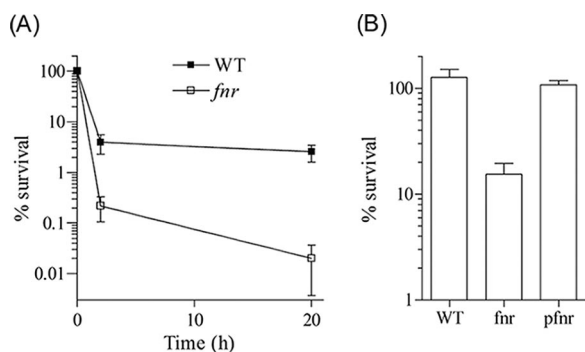 (A)
WT
fnr
100
10
1
0.1
0.01
% survival
0
10
20
Time (h)
(B)
100
10
1
% survival
WT
fnr
pfnr